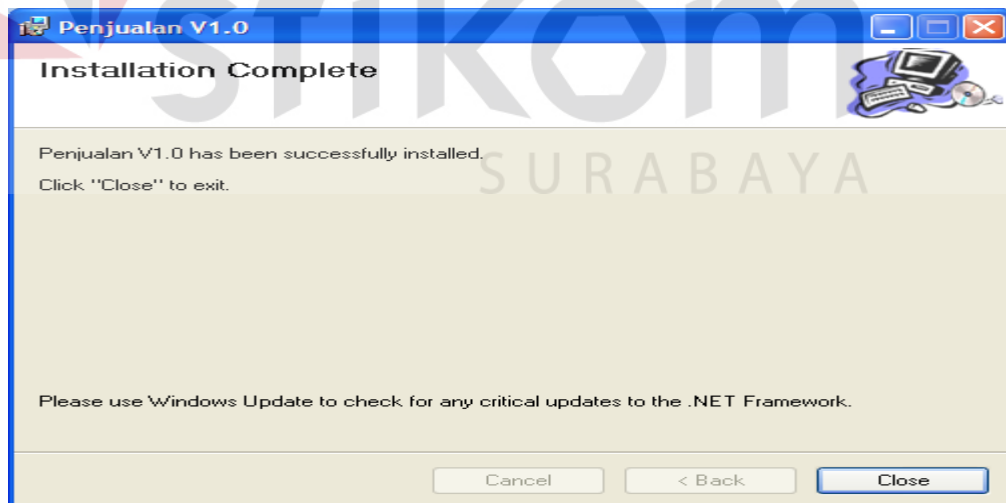 STIKOM
Penjualan V1.0
Installation Complete
Penjualan V1.0 has been successfully installed.
SURABAYA
Click "Close" to exit.
Please use Windows Update to check for any critical updates to the .NET Framework.
Cancel
< Back
Close